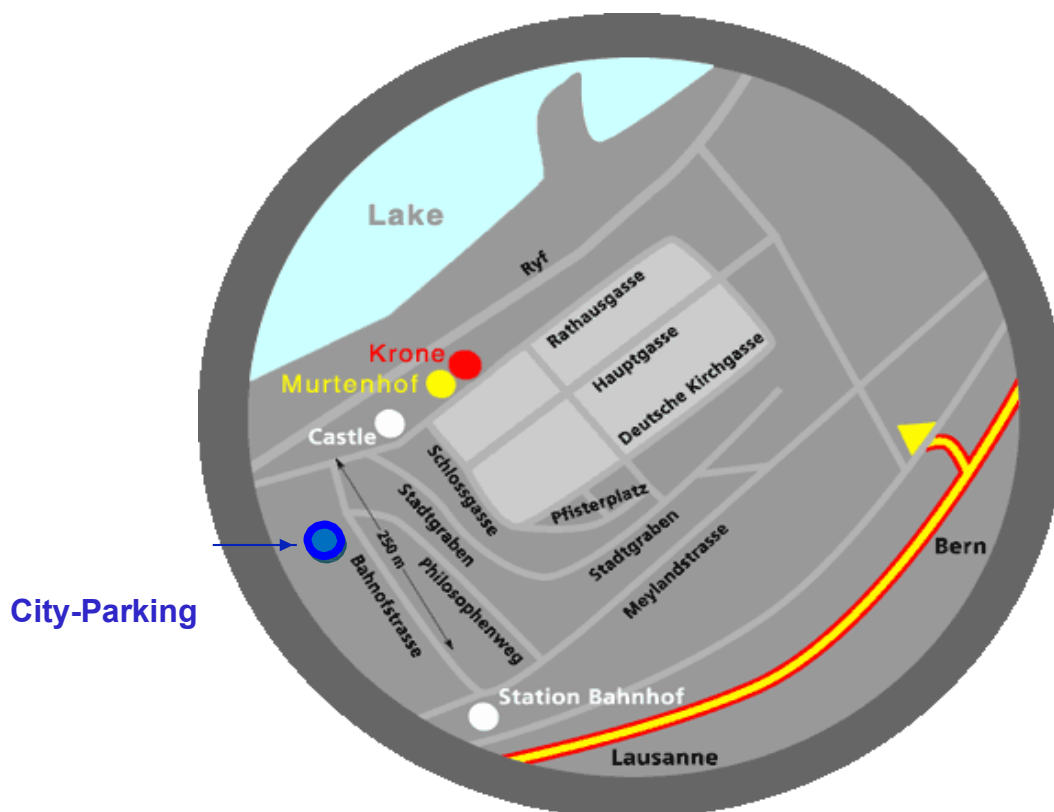 Lake
Ryf
Rathausgasse
Krone
Hauptgasse
Murtenhof
Deutsche Kirchgasse
Castle
Schlossgasse
Stadtgraben
Pfisterplatz
Stadtgraben
250 m
Philosophenweg
Meylandstrasse
Bern
Bahnhofstrasse
City-Parking
Station Bahnhof
Lausanne